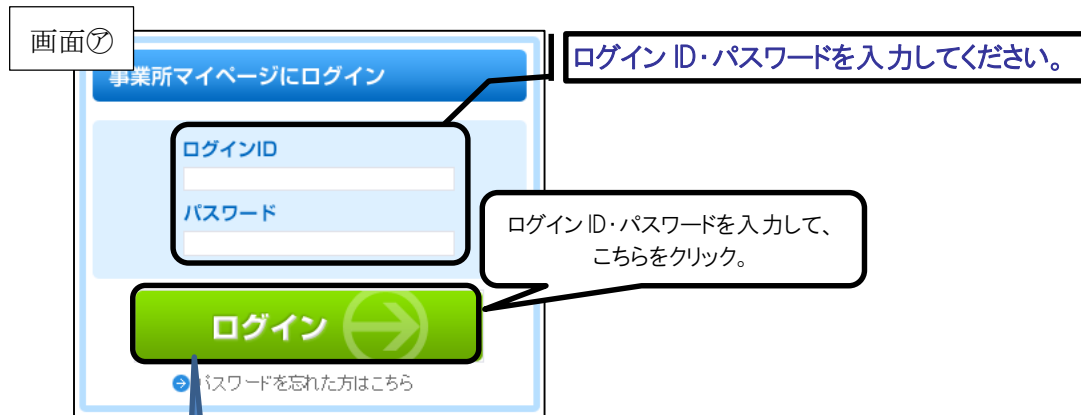 画面㋐
事業所マイページにログイン
ログインID・パスワードを入力してください。
ログインID
パスワード
ログインID・パスワードを入力して、
こちらをクリック。
ログイン
パスワードを忘れた方はこちら